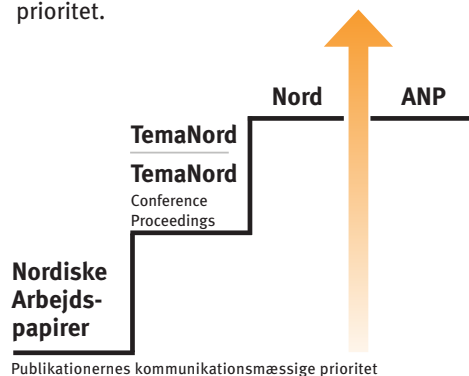 prioritet.
Nord
ANP
TemaNord
TemaNord
Conference
Proceedings
Nordiske
Arbejds-
papirer
Publikationernes kommunikationsmæssige prioritet